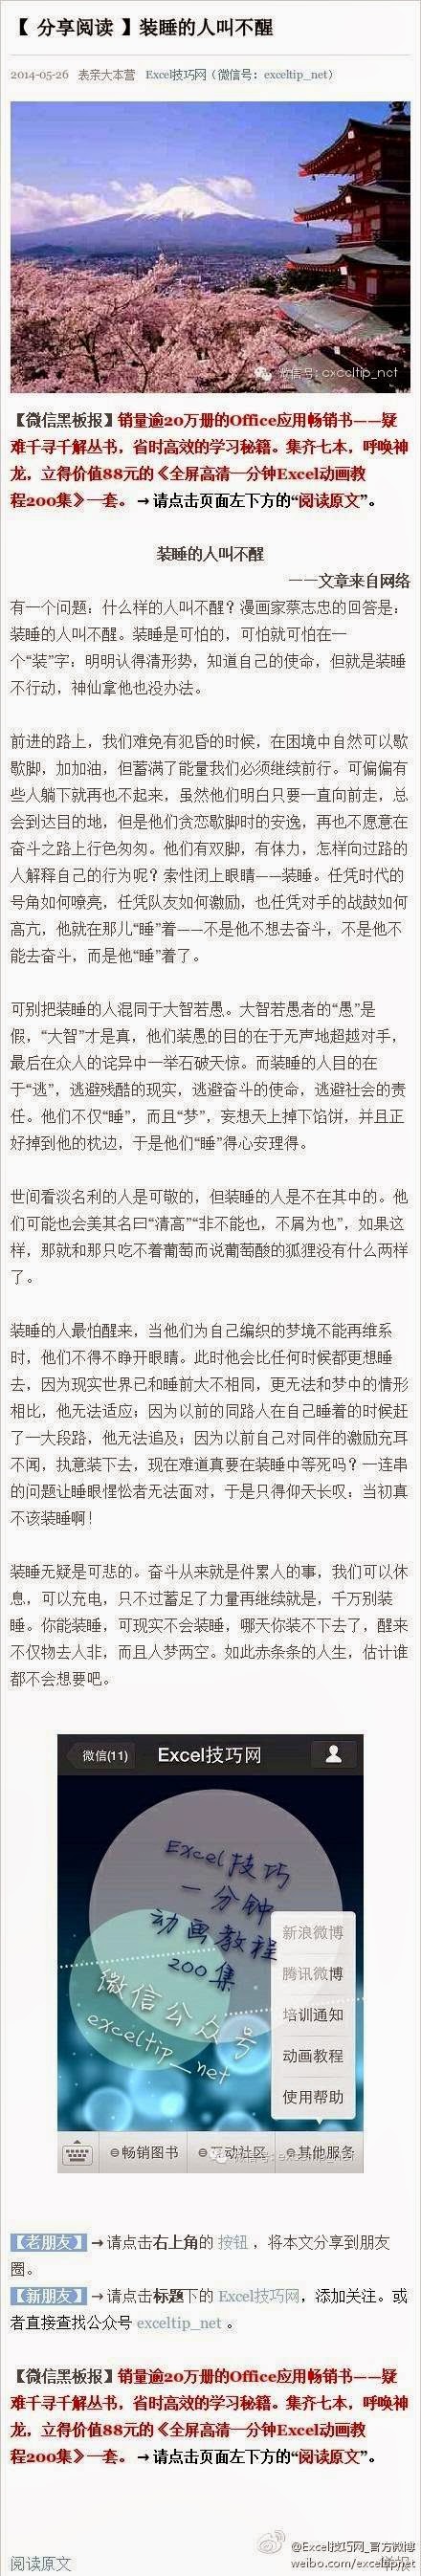 【 分享阅读 】装睡的人叫不醒
2014-05-26 表亲大本营 Excel技巧网（微信号：exceltip_net）
微信号: exceltip_net
【微信黑板报】销量逾20万册的Office应用畅销书——疑
难千寻千解丛书，省时高效的学习秘籍。集齐七本，呼唤神
龙，立得价值88元的《全屏高清一分钟Excel动画教
程200集》一套。 → 请点击页面左下方的“阅读原文”。
装睡的人叫不醒
——文章来自网络
有一个问题：什么样的人叫不醒？漫画家蔡志忠的回答是：
装睡的人叫不醒。装睡是可怕的，可怕就可怕在一
个“装”字：明明认得清形势，知道自己的使命，但就是装睡
不行动，神仙拿他也没办法。
前进的路上，我们难免有犯昏的时候，在困境中自然可以歇
歇脚，加加油，但蓄满了能量我们必须继续前行。可偏偏有
些人躺下就再也不起来，虽然他们明白只要一直向前走，总
会到达目的地，但是他们贪恋歇脚时的安逸，再也不愿意在
奋斗之路上行色匆匆。他们有双脚，有体力，怎样向过路的
人解释自己的行为呢？索性闭上眼睛——装睡。任凭时代的
号角如何嘹亮，任凭队友如何激励，也任凭对手的战鼓如何
高亢，他就在那儿“睡”着——不是他不想去奋斗，不是他不
能去奋斗，而是他“睡”着了。
可别把装睡的人混同于大智若愚。大智若愚者的“愚”是
假，“大智”才是真，他们装愚的目的在于无声地超越对手，
最后在众人的诧异中一举石破天惊。而装睡的人目的在
于“逃”，逃避残酷的现实，逃避奋斗的使命，逃避社会的责
任。他们不仅“睡”，而且“梦”，妄想天上掉下馅饼，并且正
好掉到他的枕边，于是他们“睡”得心安理得。
世间看淡名利的人是可敬的，但装睡的人是不在其中的。他
们可能也会美其名曰“清高”“非不能也，不屑为也”，如果这
样，那就和那只吃不着葡萄而说葡萄酸的狐狸没有什么两样
了。
装睡的人最怕醒来，当他们为自己编织的梦境不能再维系
时，他们不得不睁开眼睛。此时他会比任何时候都更想睡
去，因为现实世界已和睡前大不相同，更无法和梦中的情形
相比，他无法适应；因为以前的同路人在自己睡着的时候赶
了一大段路，他无法追及；因为以前自己对同伴的激励充耳
不闻，执意装下去，现在难道真要在装睡中等死吗？一连串
的问题让睡眼惺忪者无法面对，于是只得仰天长叹：当初真
不该装睡啊！
装睡无疑是可悲的。奋斗从来就是件累人的事，我们可以休
息，可以充电，只不过蓄足了力量再继续就是，千万别装
睡。你能装睡，可现实不会装睡，哪天你装不下去了，醒来
不仅物去人非，而且人梦两空。如此赤条条的人生，估计谁
都不会想要吧。
微信(11) Excel技巧网
Excel技巧
一分钟
动画教程
200集
微信公众号
exceltip_net
新浪微博
腾讯微博
培训通知
动画教程
使用帮助
畅销图书 互动社区 其他服务
微信号: exceltip_net
【老朋友】 → 请点击右上角的 按钮 ，将本文分享到朋友
圈。
【新朋友】 → 请点击标题下的 Excel技巧网，添加关注。或
者直接查找公众号 exceltip_net 。
【微信黑板报】销量逾20万册的Office应用畅销书——疑
难千寻千解丛书，省时高效的学习秘籍。集齐七本，呼唤神
龙，立得价值88元的《全屏高清一分钟Excel动画教
程200集》一套。 → 请点击页面左下方的“阅读原文”。
@Excel技巧网_官方微博
阅读原文 举报
weibo.com/exceltipnet